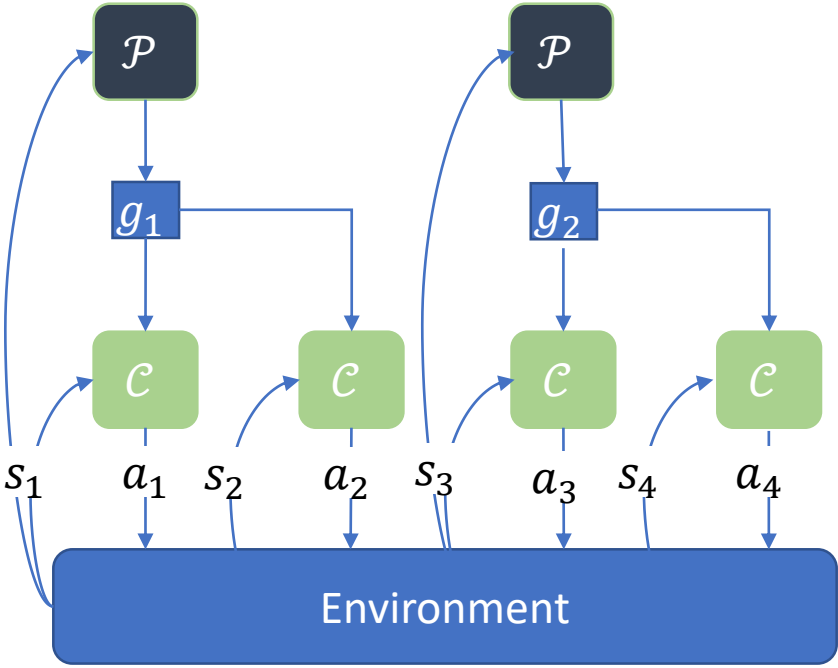 𝒫 𝒫
g₁ g₂
𝒞 𝒞 𝒞 𝒞
s₁ a₁ s₂ a₂ s₃ a₃ s₄ a₄
Environment